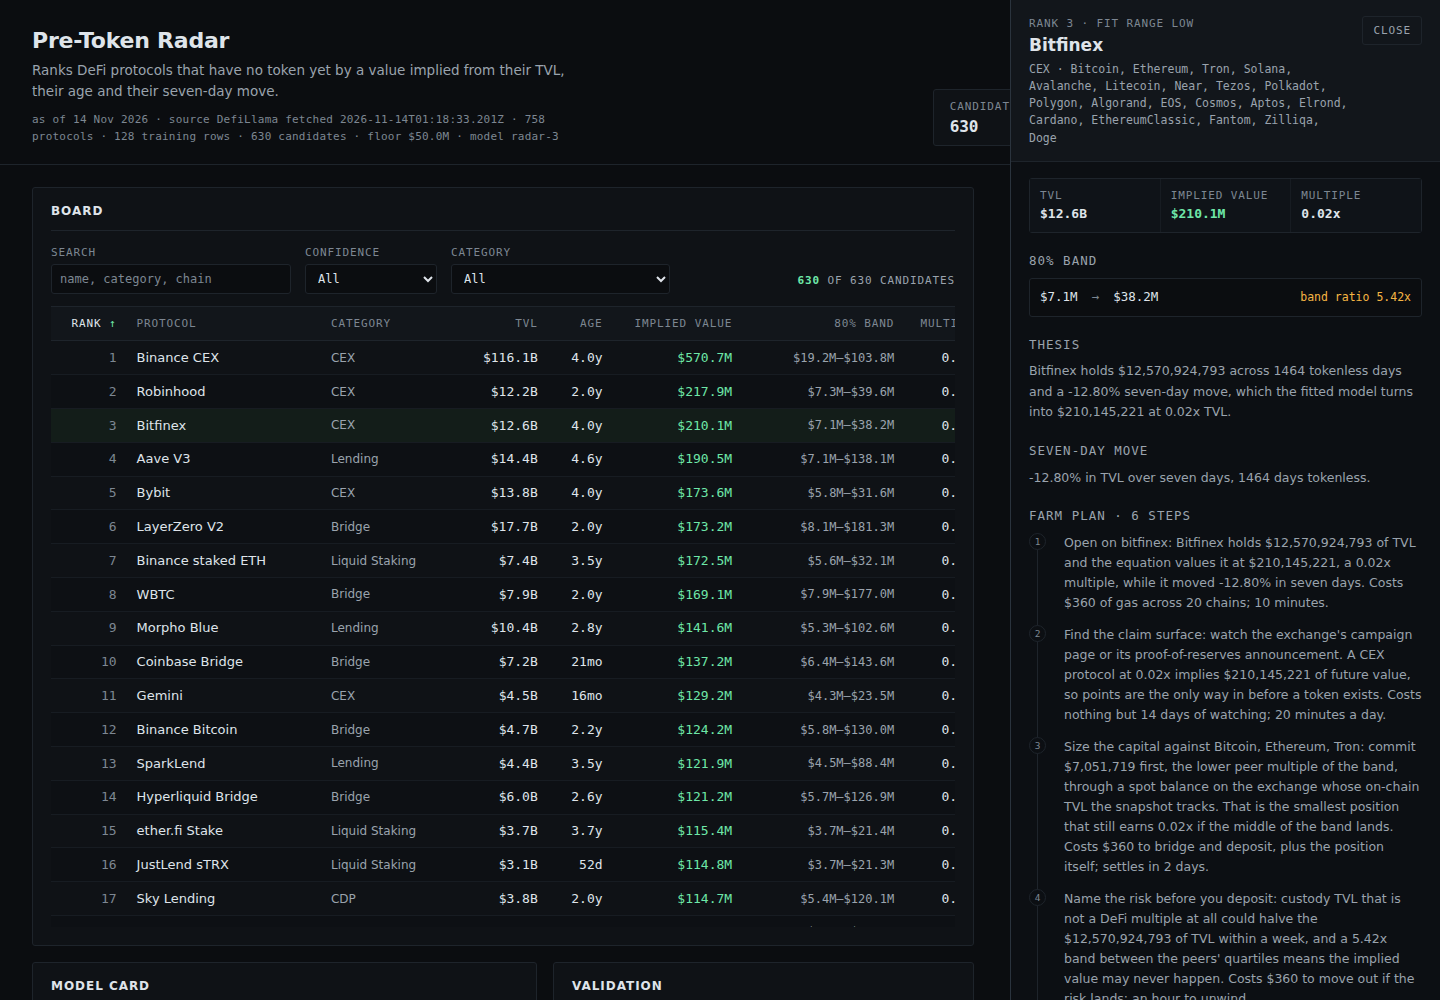 Pre-Token Radar
Ranks DeFi protocols that have no token yet by a value implied from their TVL,
their age and their seven-day move.
as of 14 Nov 2026 · source DefiLlama fetched 2026-11-14T01:18:33.201Z · 758
protocols · 128 training rows · 630 candidates · floor $50.0M · model radar-3
CANDIDAT
630
BOARD
SEARCH CONFIDENCE CATEGORY
name, category, chain All All 630 OF 630 CANDIDATES
RANK ↑ PROTOCOL CATEGORY TVL AGE IMPLIED VALUE 80% BAND MULTI
1 Binance CEX CEX $116.1B 4.0y $570.7M $19.2M–$103.8M 0.
2 Robinhood CEX $12.2B 2.0y $217.9M $7.3M–$39.6M 0.
3 Bitfinex CEX $12.6B 4.0y $210.1M $7.1M–$38.2M 0.
4 Aave V3 Lending $14.4B 4.6y $190.5M $7.1M–$138.1M 0.
5 Bybit CEX $13.8B 4.0y $173.6M $5.8M–$31.6M 0.
6 LayerZero V2 Bridge $17.7B 2.0y $173.2M $8.1M–$181.3M 0.
7 Binance staked ETH Liquid Staking $7.4B 3.5y $172.5M $5.6M–$32.1M 0.
8 WBTC Bridge $7.9B 2.0y $169.1M $7.9M–$177.0M 0.
9 Morpho Blue Lending $10.4B 2.8y $141.6M $5.3M–$102.6M 0.
10 Coinbase Bridge Bridge $7.2B 21mo $137.2M $6.4M–$143.6M 0.
11 Gemini CEX $4.5B 16mo $129.2M $4.3M–$23.5M 0.
12 Binance Bitcoin Bridge $4.7B 2.2y $124.2M $5.8M–$130.0M 0.
13 SparkLend Lending $4.4B 3.5y $121.9M $4.5M–$88.4M 0.
14 Hyperliquid Bridge Bridge $6.0B 2.6y $121.2M $5.7M–$126.9M 0.
15 ether.fi Stake Liquid Staking $3.7B 3.7y $115.4M $3.7M–$21.4M 0.
16 JustLend sTRX Liquid Staking $3.1B 52d $114.8M $3.7M–$21.3M 0.
17 Sky Lending CDP $3.8B 2.0y $114.7M $5.4M–$120.1M 0.
MODEL CARD
VALIDATION
RANK 3 · FIT RANGE LOW
CLOSE
Bitfinex
CEX · Bitcoin, Ethereum, Tron, Solana,
Avalanche, Litecoin, Near, Tezos, Polkadot,
Polygon, Algorand, EOS, Cosmos, Aptos, Elrond,
Cardano, EthereumClassic, Fantom, Zilliqa,
Doge
TVL IMPLIED VALUE MULTIPLE
$12.6B $210.1M 0.02x
80% BAND
$7.1M → $38.2M band ratio 5.42x
THESIS
Bitfinex holds $12,570,924,793 across 1464 tokenless days
and a -12.80% seven-day move, which the fitted model turns
into $210,145,221 at 0.02x TVL.
SEVEN-DAY MOVE
-12.80% in TVL over seven days, 1464 days tokenless.
FARM PLAN · 6 STEPS
1 Open on bitfinex: Bitfinex holds $12,570,924,793 of TVL
and the equation values it at $210,145,221, a 0.02x
multiple, while it moved -12.80% in seven days. Costs
$360 of gas across 20 chains; 10 minutes.
2 Find the claim surface: watch the exchange's campaign
page or its proof-of-reserves announcement. A CEX
protocol at 0.02x implies $210,145,221 of future value,
so points are the only way in before a token exists. Costs
nothing but 14 days of watching; 20 minutes a day.
3 Size the capital against Bitcoin, Ethereum, Tron: commit
$7,051,719 first, the lower peer multiple of the band,
through a spot balance on the exchange whose on-chain
TVL the snapshot tracks. That is the smallest position
that still earns 0.02x if the middle of the band lands.
Costs $360 to bridge and deposit, plus the position
itself; settles in 2 days.
4 Name the risk before you deposit: custody TVL that is
not a DeFi multiple at all could halve the
$12,570,924,793 of TVL within a week, and a 5.42x
band between the peers' quartiles means the implied
value may never happen. Costs $360 to move out if the
risk lands; an hour to unwind.